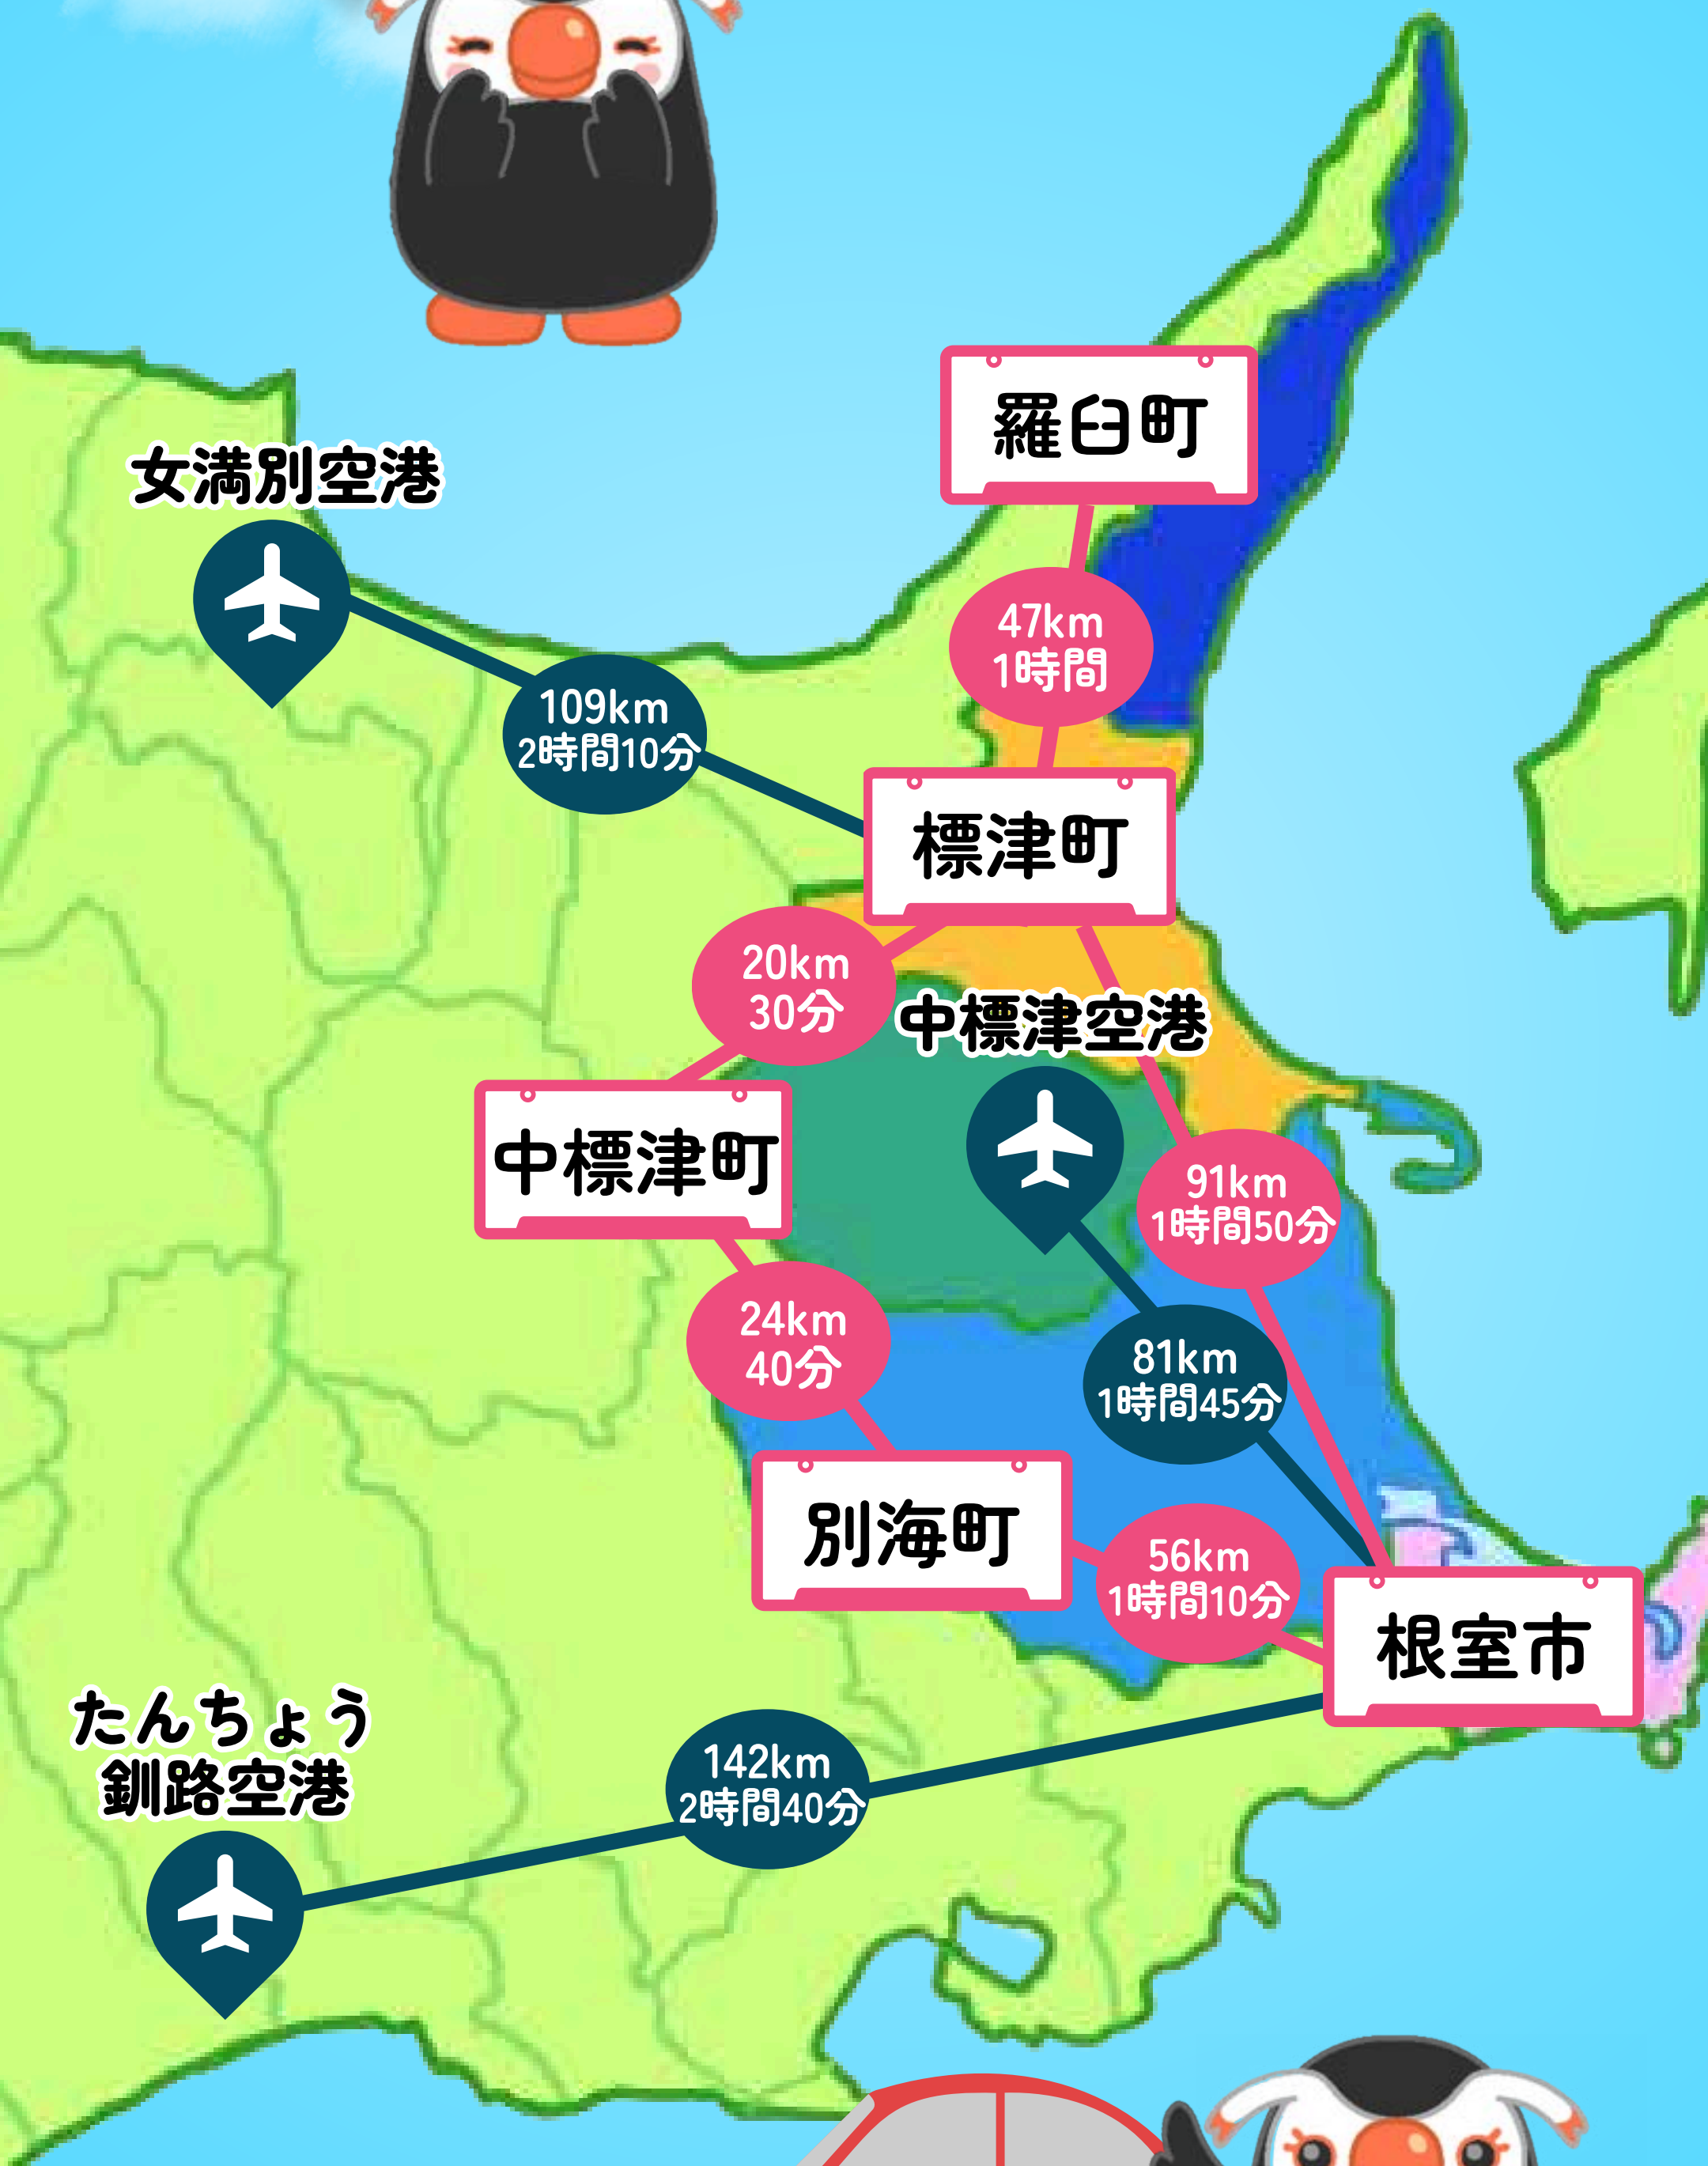 羅臼町
女満別空港
47km
1時間
109km
2時間10分
標津町
20km
30分
中標津空港
中標津町
91km
1時間50分
24km
40分
81km
1時間45分
別海町
56km
1時間10分
根室市
たんちょう
釧路空港
142km
2時間40分